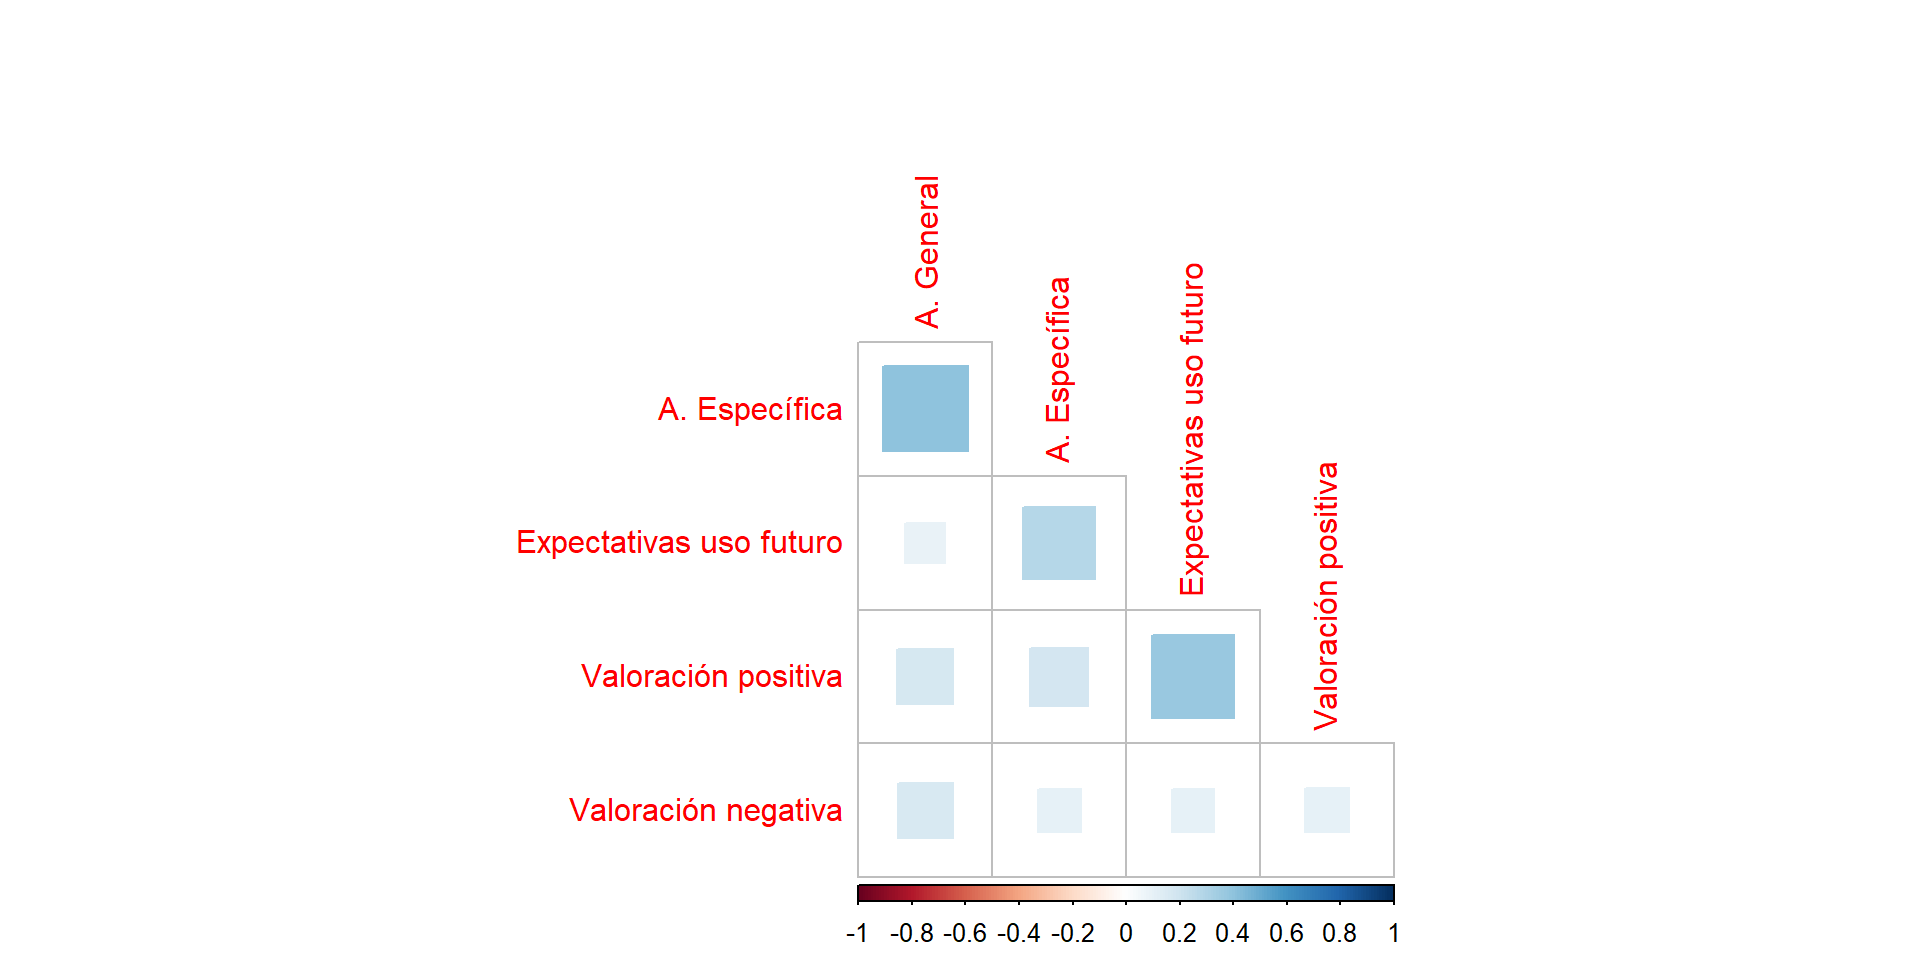 A. General
A. Específica
Expectativas uso futuro
Valoración positiva
A. Específica
Expectativas uso futuro
Valoración positiva
Valoración negativa
-1 -0.8 -0.6 -0.4 -0.2 0 0.2 0.4 0.6 0.8 1